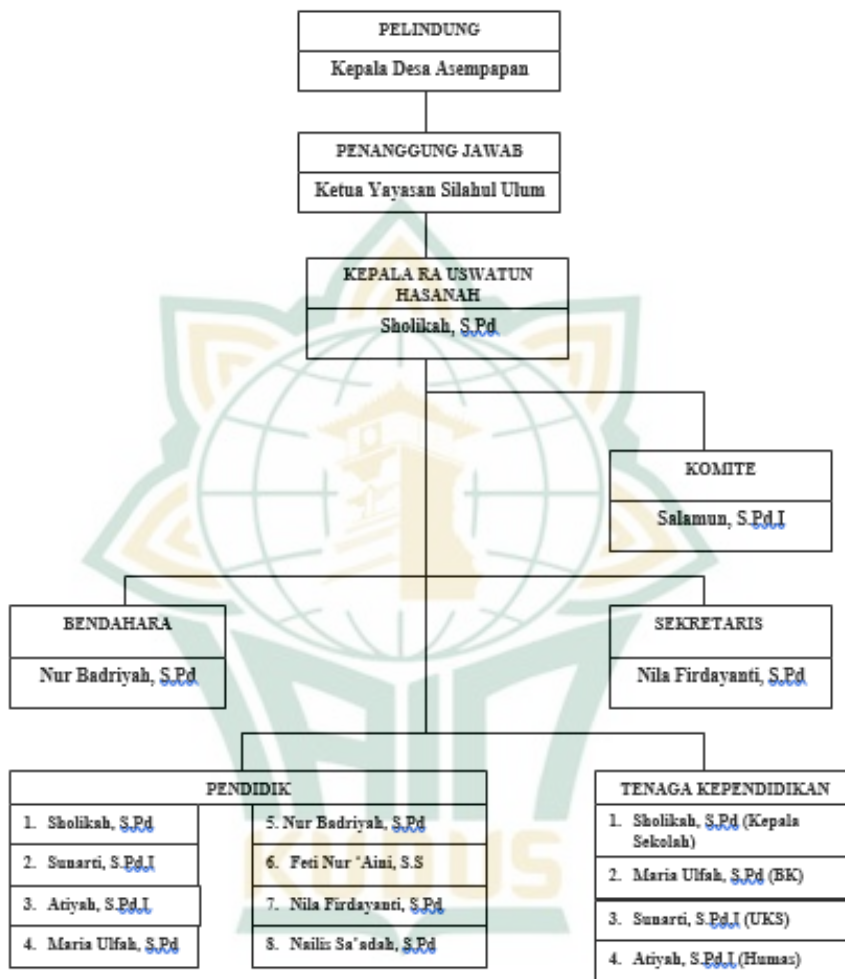 PELINDUNG
Kepala Desa Asempapan
PENANGGUNG JAWAB
Ketua Yayasan Silahul Ulum
KEPALA RA USWATUN
HASANAH
Sholikah, S.Pd
KOMITE
Salamun, S.Pd.I
BENDAHARA
Nur Badriyah, S.Pd
SEKRETARIS
Nila Firdayanti, S.Pd
PENDIDIK
1. Sholikah, S.Pd
2. Sunarti, S.Pd.I
3. Atiyah, S.Pd.I.
4. Maria Ulfah, S.Pd
5. Nur Badriyah, S.Pd
6. Feti Nur ‘Aini, S.S
7. Nila Firdayanti, S.Pd
8. Nailis Sa’adah, S.Pd
TENAGA KEPENDIDIKAN
1. Sholikah, S.Pd (Kepala
Sekolah)
2. Maria Ulfah, S.Pd (BK)
3. Sunarti, S.Pd.I (UKS)
4. Atiyah, S.Pd.I. (Humas)
IAIN
KUDUS